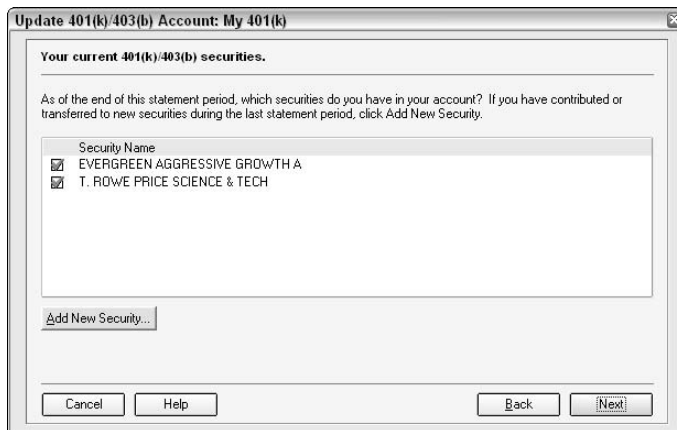 Update 401(k)/403(b) Account: My 401(k)
Your current 401(k)/403(b) securities.
As of the end of this statement period, which securities do you have in your account? If you have contributed or
transferred to new securities during the last statement period, click Add New Security.
Security Name
EVERGREEN AGGRESSIVE GROWTH A
T. ROWE PRICE SCIENCE & TECH
Add New Security...
Cancel Help Back Next